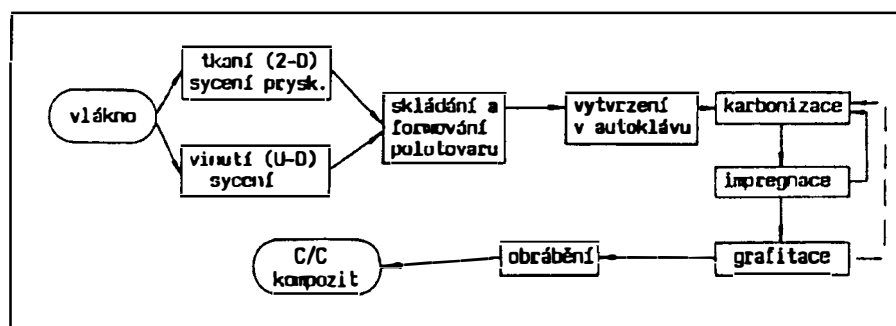 vlákno
tkaní (2-D)
sycení prysk.
vinutí (U-D)
sycení
skládání a
formování
polotovaru
vytvrzení
v autoklávu
karbonizace
impregnace
grafitace
obrábění
C/C
kompozit